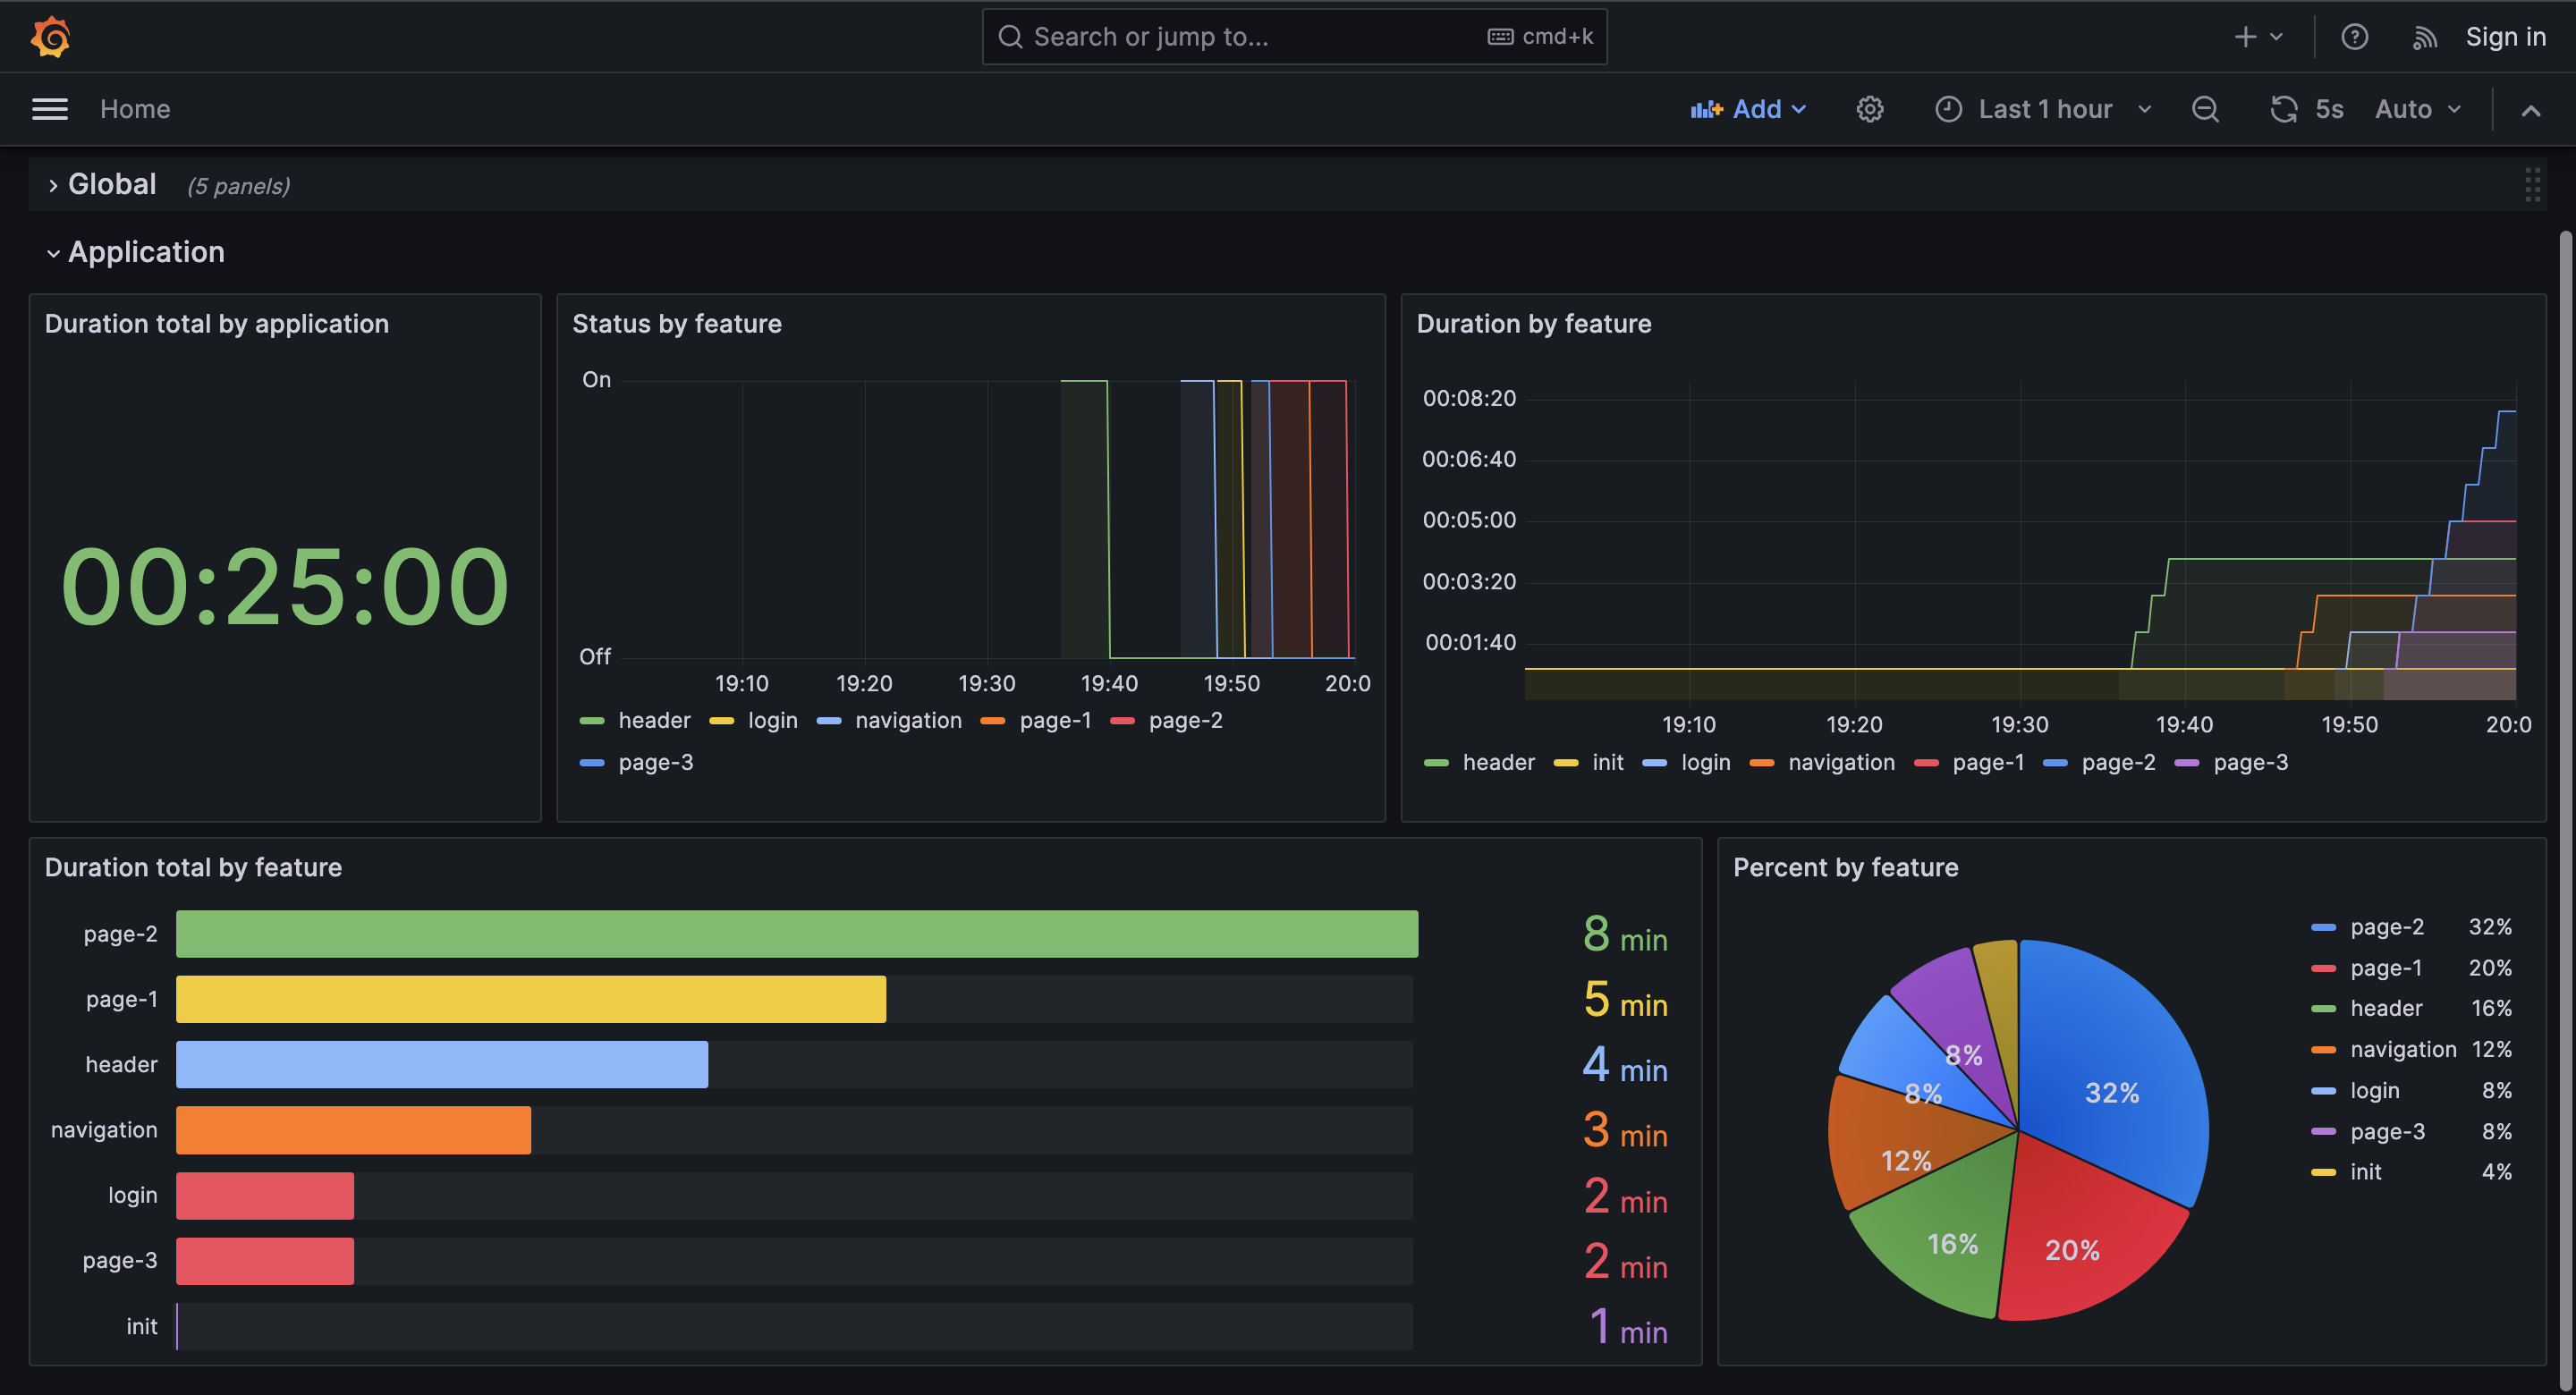 Search or jump to...
cmd+k
Sign in
Home
Add
Last 1 hour
5s
Auto
Global (5 panels)
Application
Duration total by application
00:25:00
Status by feature
On
Off
19:10 19:20 19:30 19:40 19:50 20:0
header login navigation page-1 page-2
page-3
Duration by feature
00:08:20
00:06:40
00:05:00
00:03:20
00:01:40
19:10 19:20 19:30 19:40 19:50 20:0
header init login navigation page-1 page-2 page-3
Duration total by feature
page-2 8 min
page-1 5 min
header 4 min
navigation 3 min
login 2 min
page-3 2 min
init 1 min
Percent by feature
32%
20%
16%
12%
8%
8%
page-2 32%
page-1 20%
header 16%
navigation 12%
login 8%
page-3 8%
init 4%